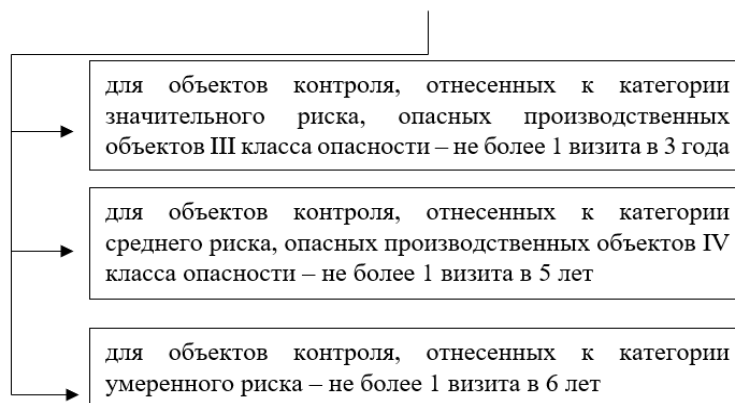 для объектов контроля, отнесенных к категории
значительного риска, опасных производственных
объектов III класса опасности – не более 1 визита в 3 года
для объектов контроля, отнесенных к категории
среднего риска, опасных производственных объектов IV
класса опасности – не более 1 визита в 5 лет
для объектов контроля, отнесенных к категории
умеренного риска – не более 1 визита в 6 лет